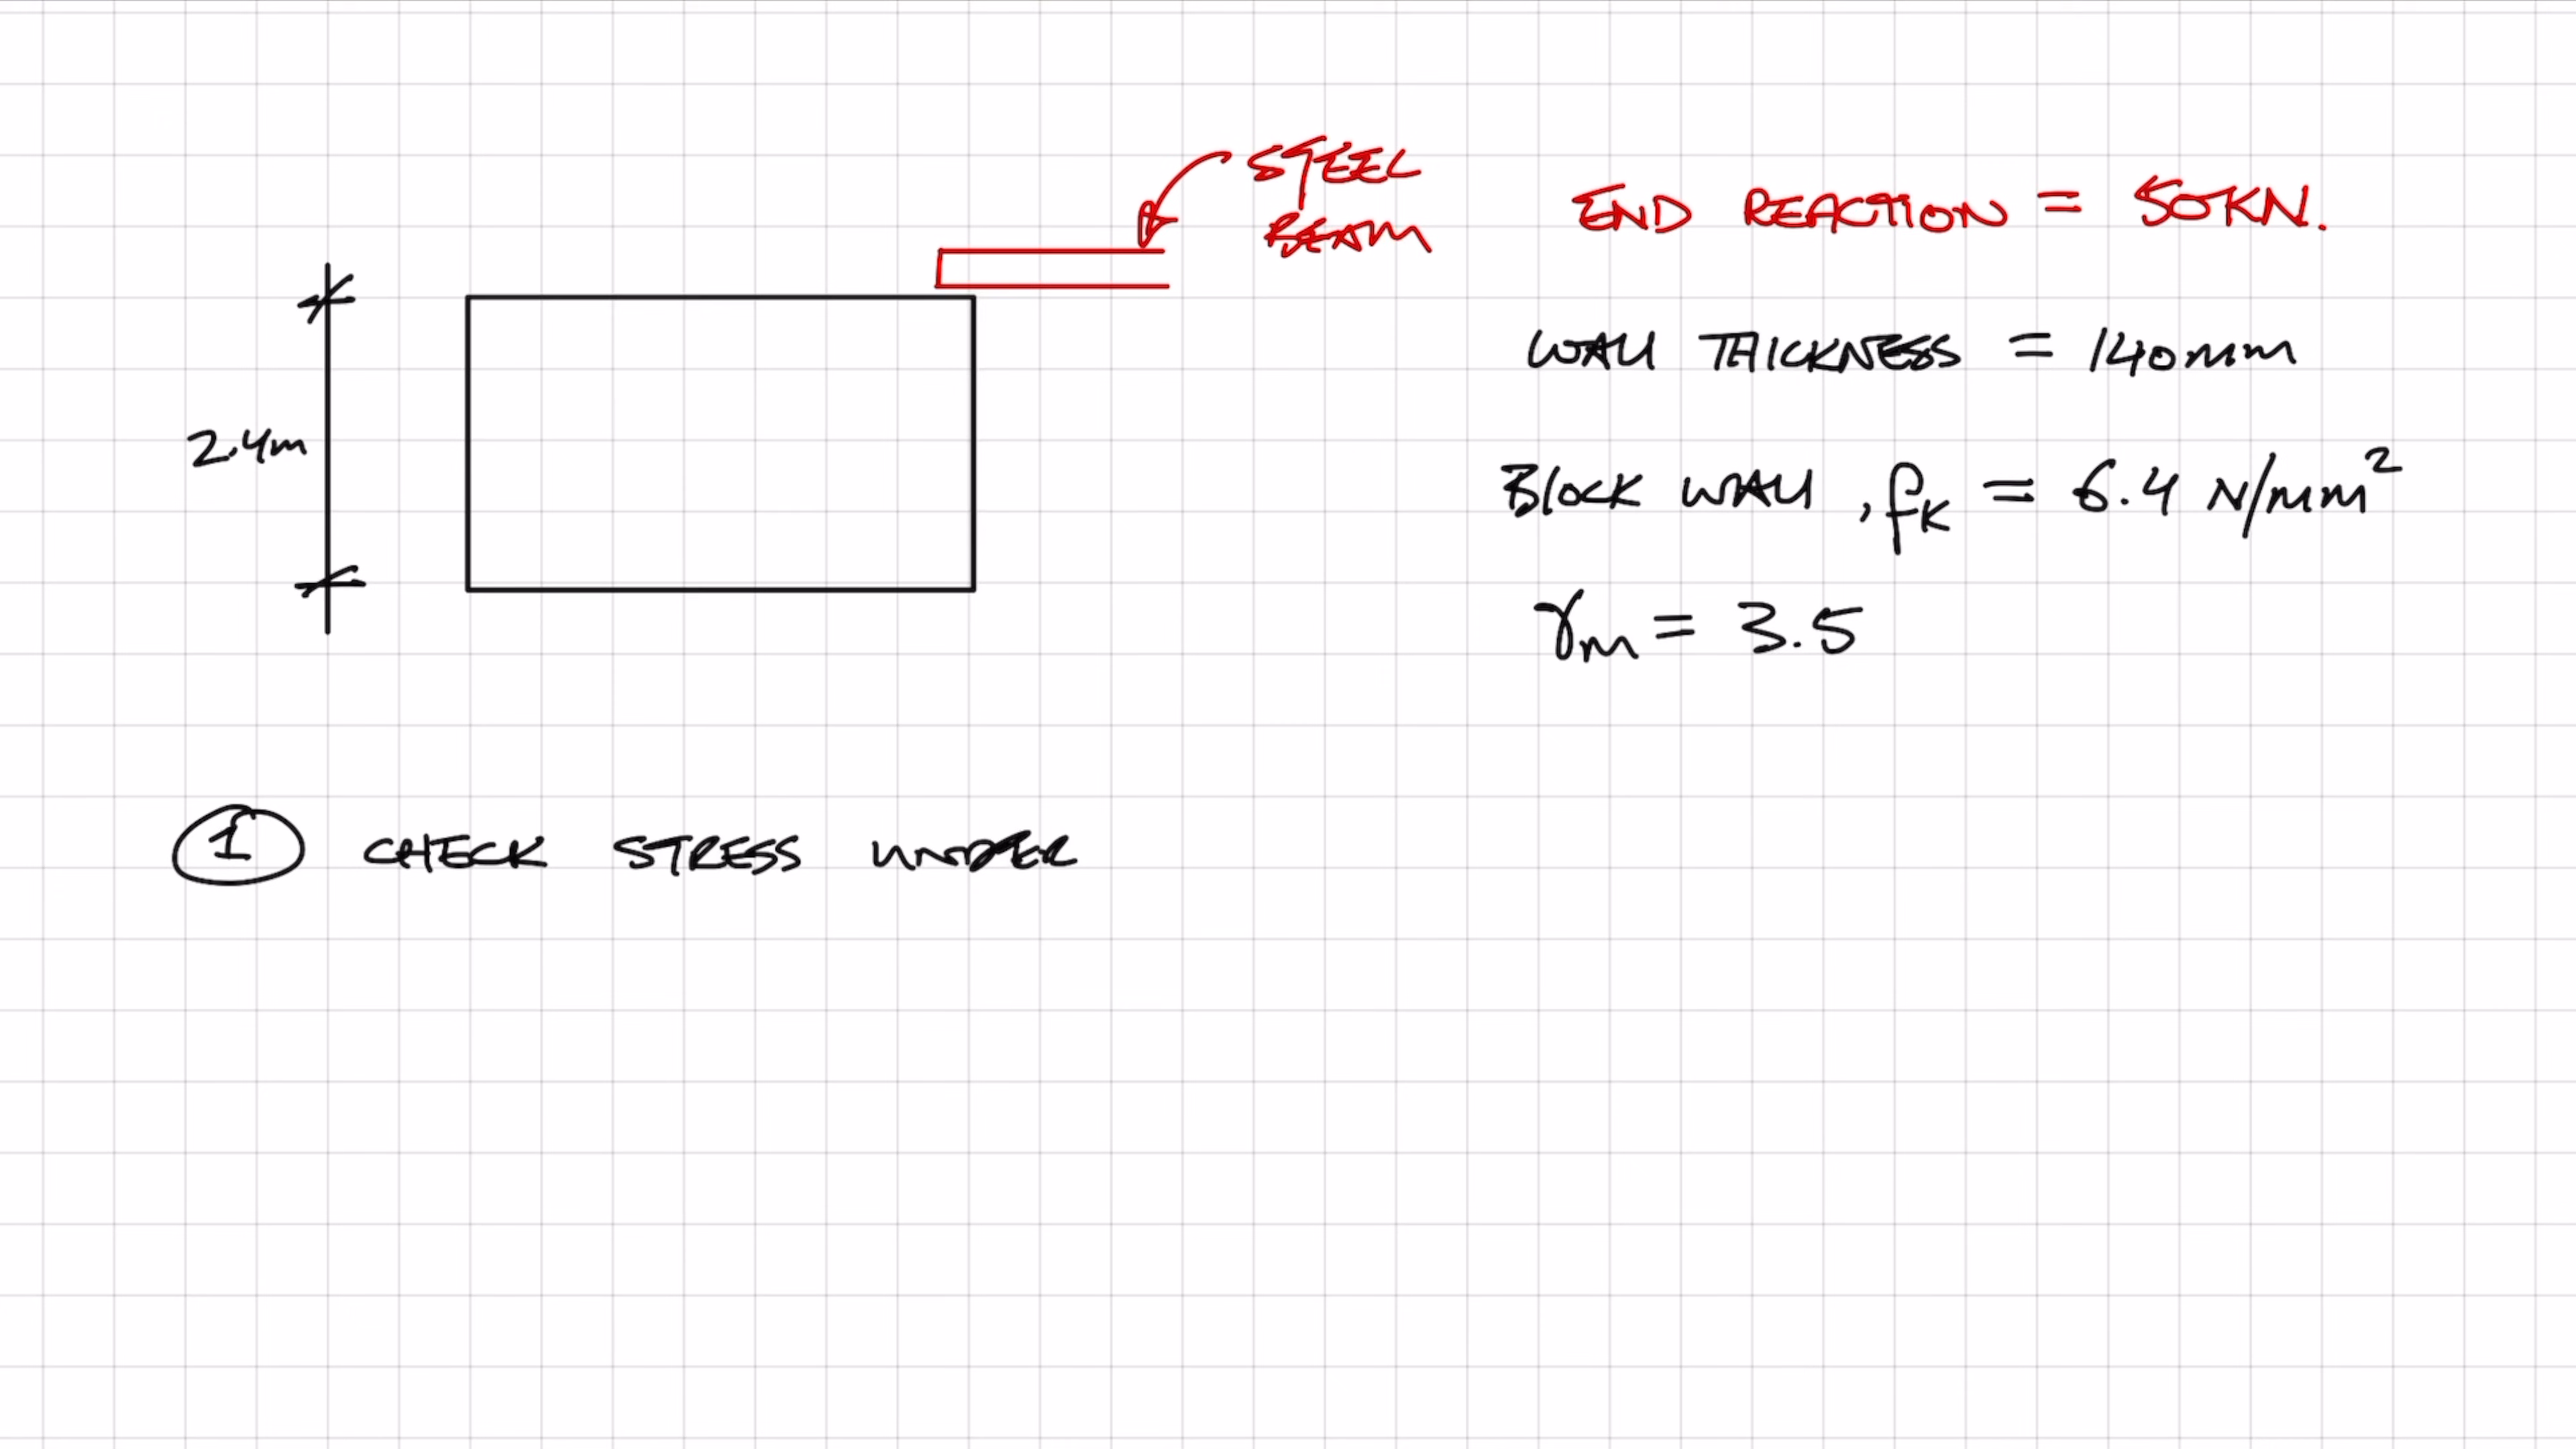 STEEL
BEAM
END REACTION = 50KN.
WALL THICKNESS = 140mm
2.4m
BLOCK WALL, fK = 6.4 N/mm²
γm = 3.5
① CHECK STRESS UNDER